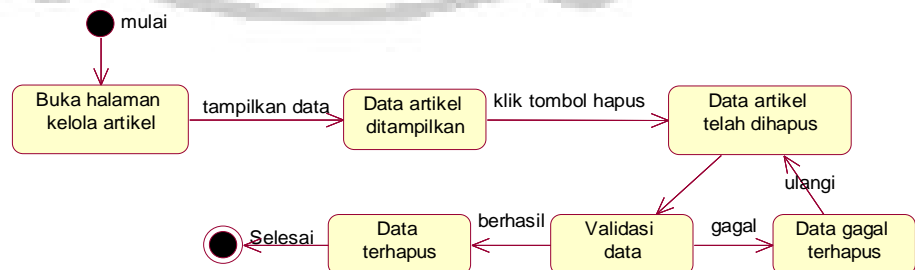 mulai
Buka halaman
kelola artikel
tampilkan data
Data artikel
ditampilkan
klik tombol hapus
Data artikel
telah dihapus
ulangi
Selesai
Data
terhapus
berhasil
Validasi
data
gagal
Data gagal
terhapus